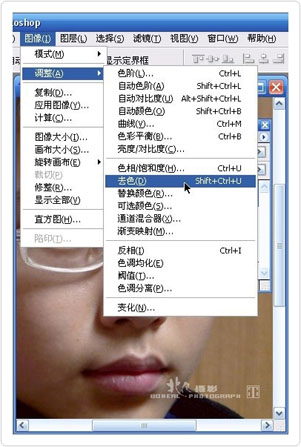 oshop
图像(I) 图层(L) 选择(S) 滤镜(T) 视图(V) 窗口(W) 帮助(H)
模式(M)
显示定界框
调整(A)
复制(D)...
应用图像(Y)...
计算(C)...
图像大小(I)...
画布大小(S)...
旋转画布(E)
裁切(P)
修整(R)...
显示全部(V)
直方图(H)...
陷印(T)...
色阶(L)... Ctrl+L
自动色阶(A) Shift+Ctrl+L
自动对比度(U) Alt+Shift+Ctrl+L
自动颜色(O) Shift+Ctrl+B
曲线(V)... Ctrl+M
色彩平衡(B)... Ctrl+B
亮度/对比度(C)...
色相/饱和度(H)... Ctrl+U
去色(D) Shift+Ctrl+U
替换颜色(R)...
可选颜色(S)...
通道混合器(X)...
渐变映射(M)...
反相(I) Ctrl+I
色调均化(E)
阈值(T)...
色调分离(P)...
变化(N)...
摄影
BOREAL - PHOTOGRAPH